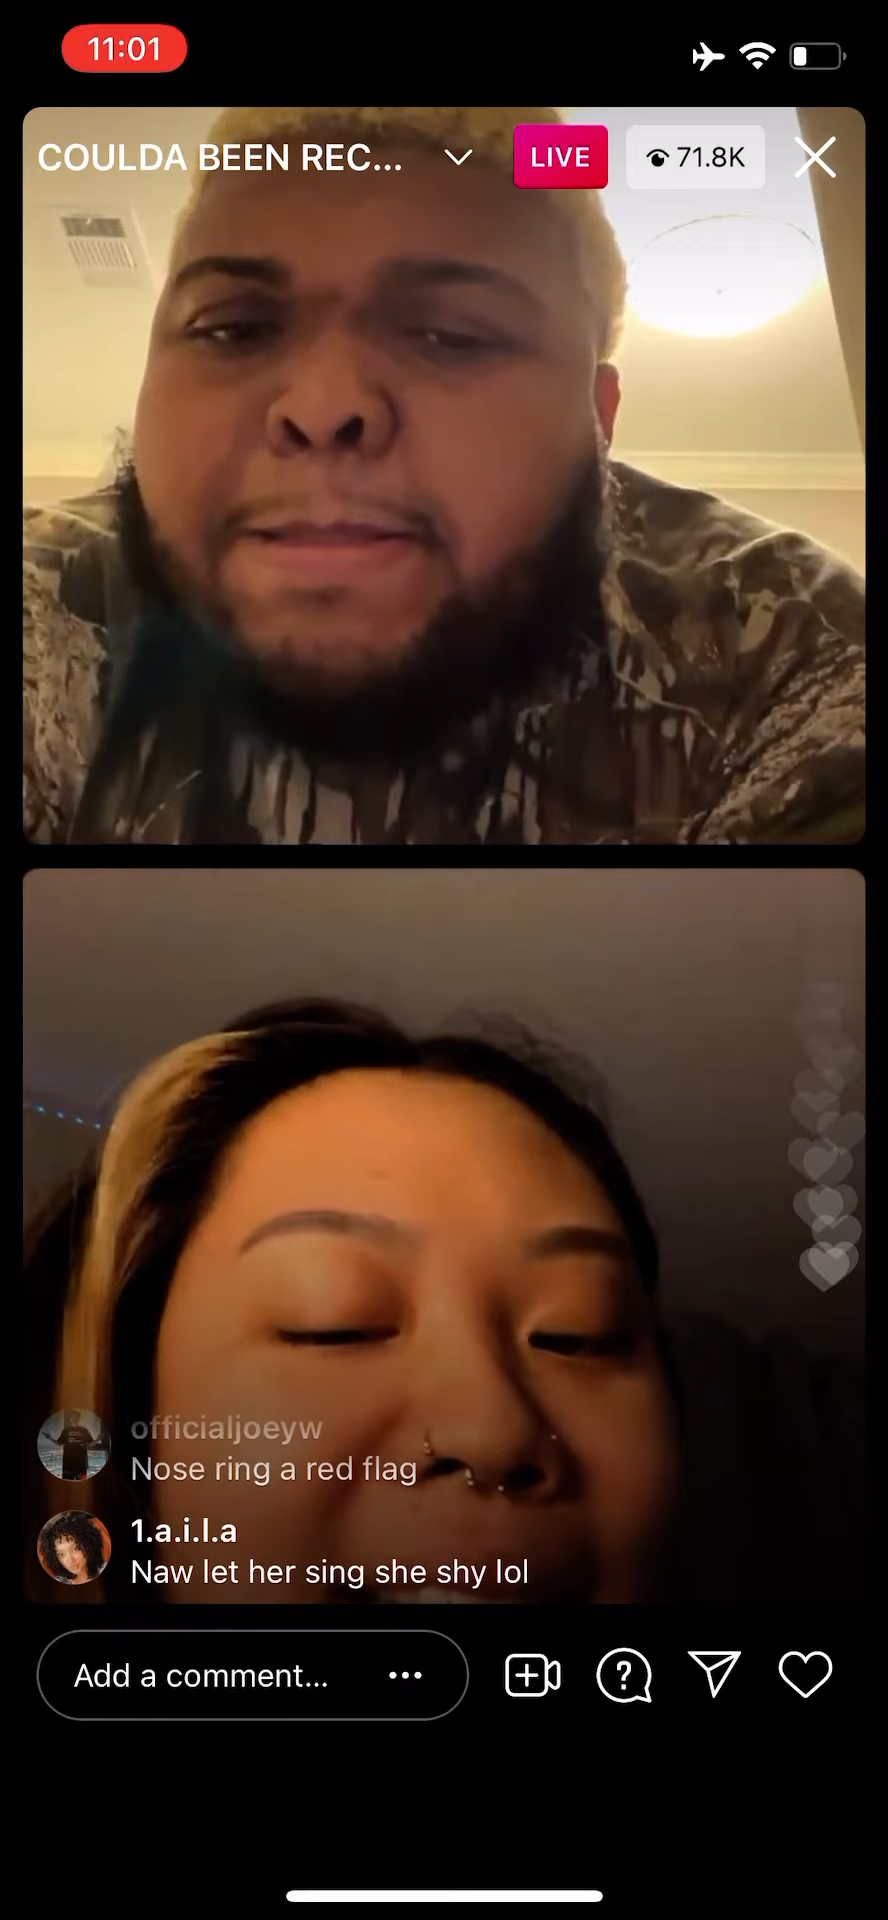 11:01
COULDA BEEN REC...
LIVE
71.8K
officialjoeyw
Nose ring a red flag
1.a.i.l.a
Naw let her sing she shy lol
Add a comment...